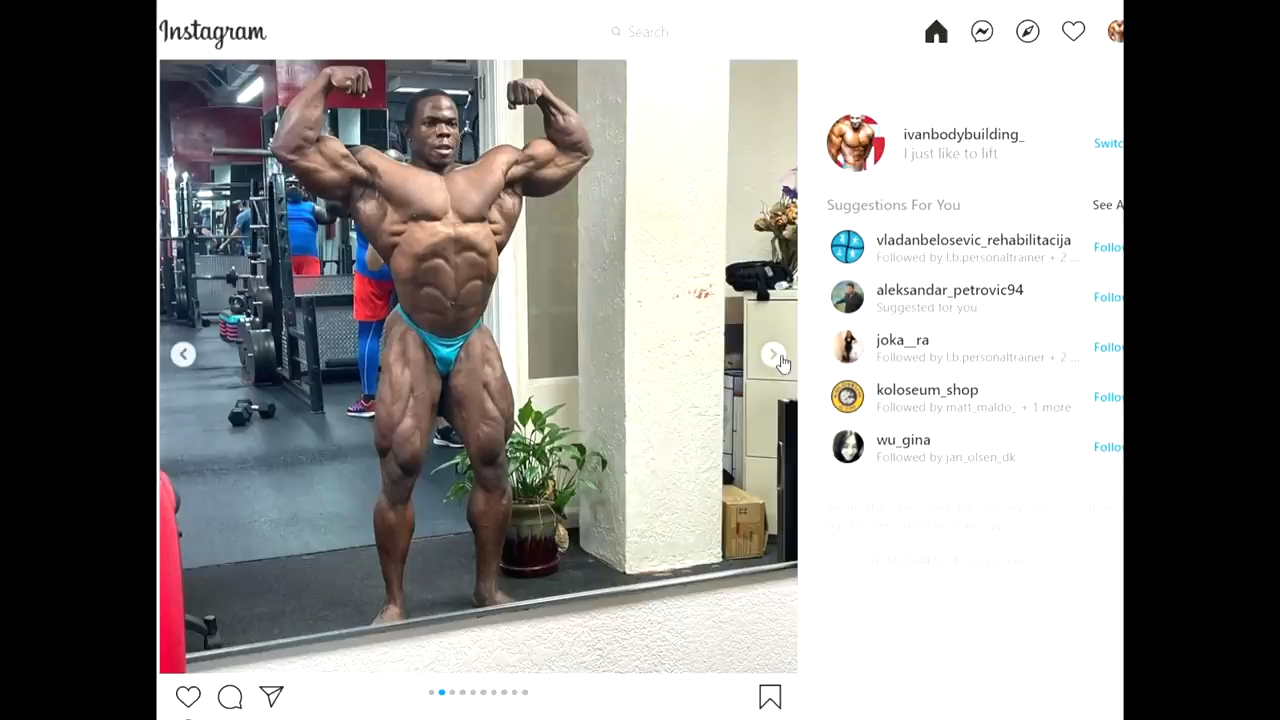 Instagram
Search
ivanbodybuilding_
I just like to lift
Switc
Suggestions For You
See A
vladanbelosevic_rehabilitacija
Followed by l.b.personaltrainer + 2 ...
Follo
aleksandar_petrovic94
Suggested for you
Follo
joka__ra
Followed by l.b.personaltrainer + 2 ...
Follo
koloseum_shop
Followed by matt_maldo_ + 1 more
Follo
wu_gina
Followed by jan_olsen_dk
Follo